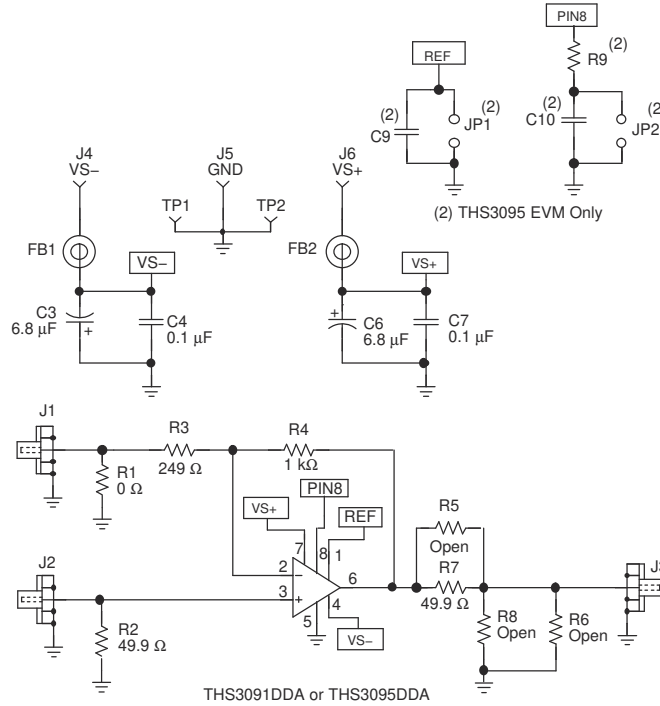 PIN8
REF
R9
(2)
(2)
C9
(2)
JP1
(2)
C10
JP2
(2) THS3095 EVM Only
J4
VS−
J5
GND
J6
VS+
TP1
TP2
FB1
VS−
FB2
VS+
C3
6.8 µF
+
C4
0.1 µF
+
C6
6.8 µF
C7
0.1 µF
J1
R3
249 Ω
R4
1 kΩ
R1
0 Ω
PIN8
VS+
REF
7
8
1
2
−
3
+
6
5
4
VS−
J2
R2
49.9 Ω
R5
Open
R7
49.9 Ω
R8
Open
R6
Open
THS3091DDA or THS3095DDA